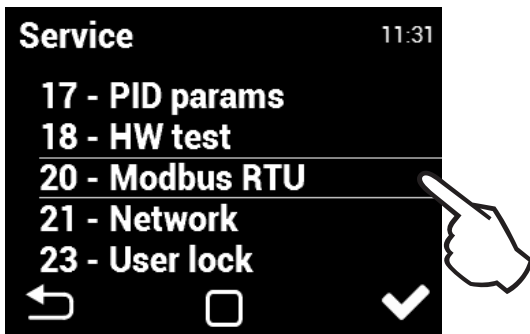 Service 11:31
17 - PID params
18 - HW test
20 - Modbus RTU
21 - Network
23 - User lock